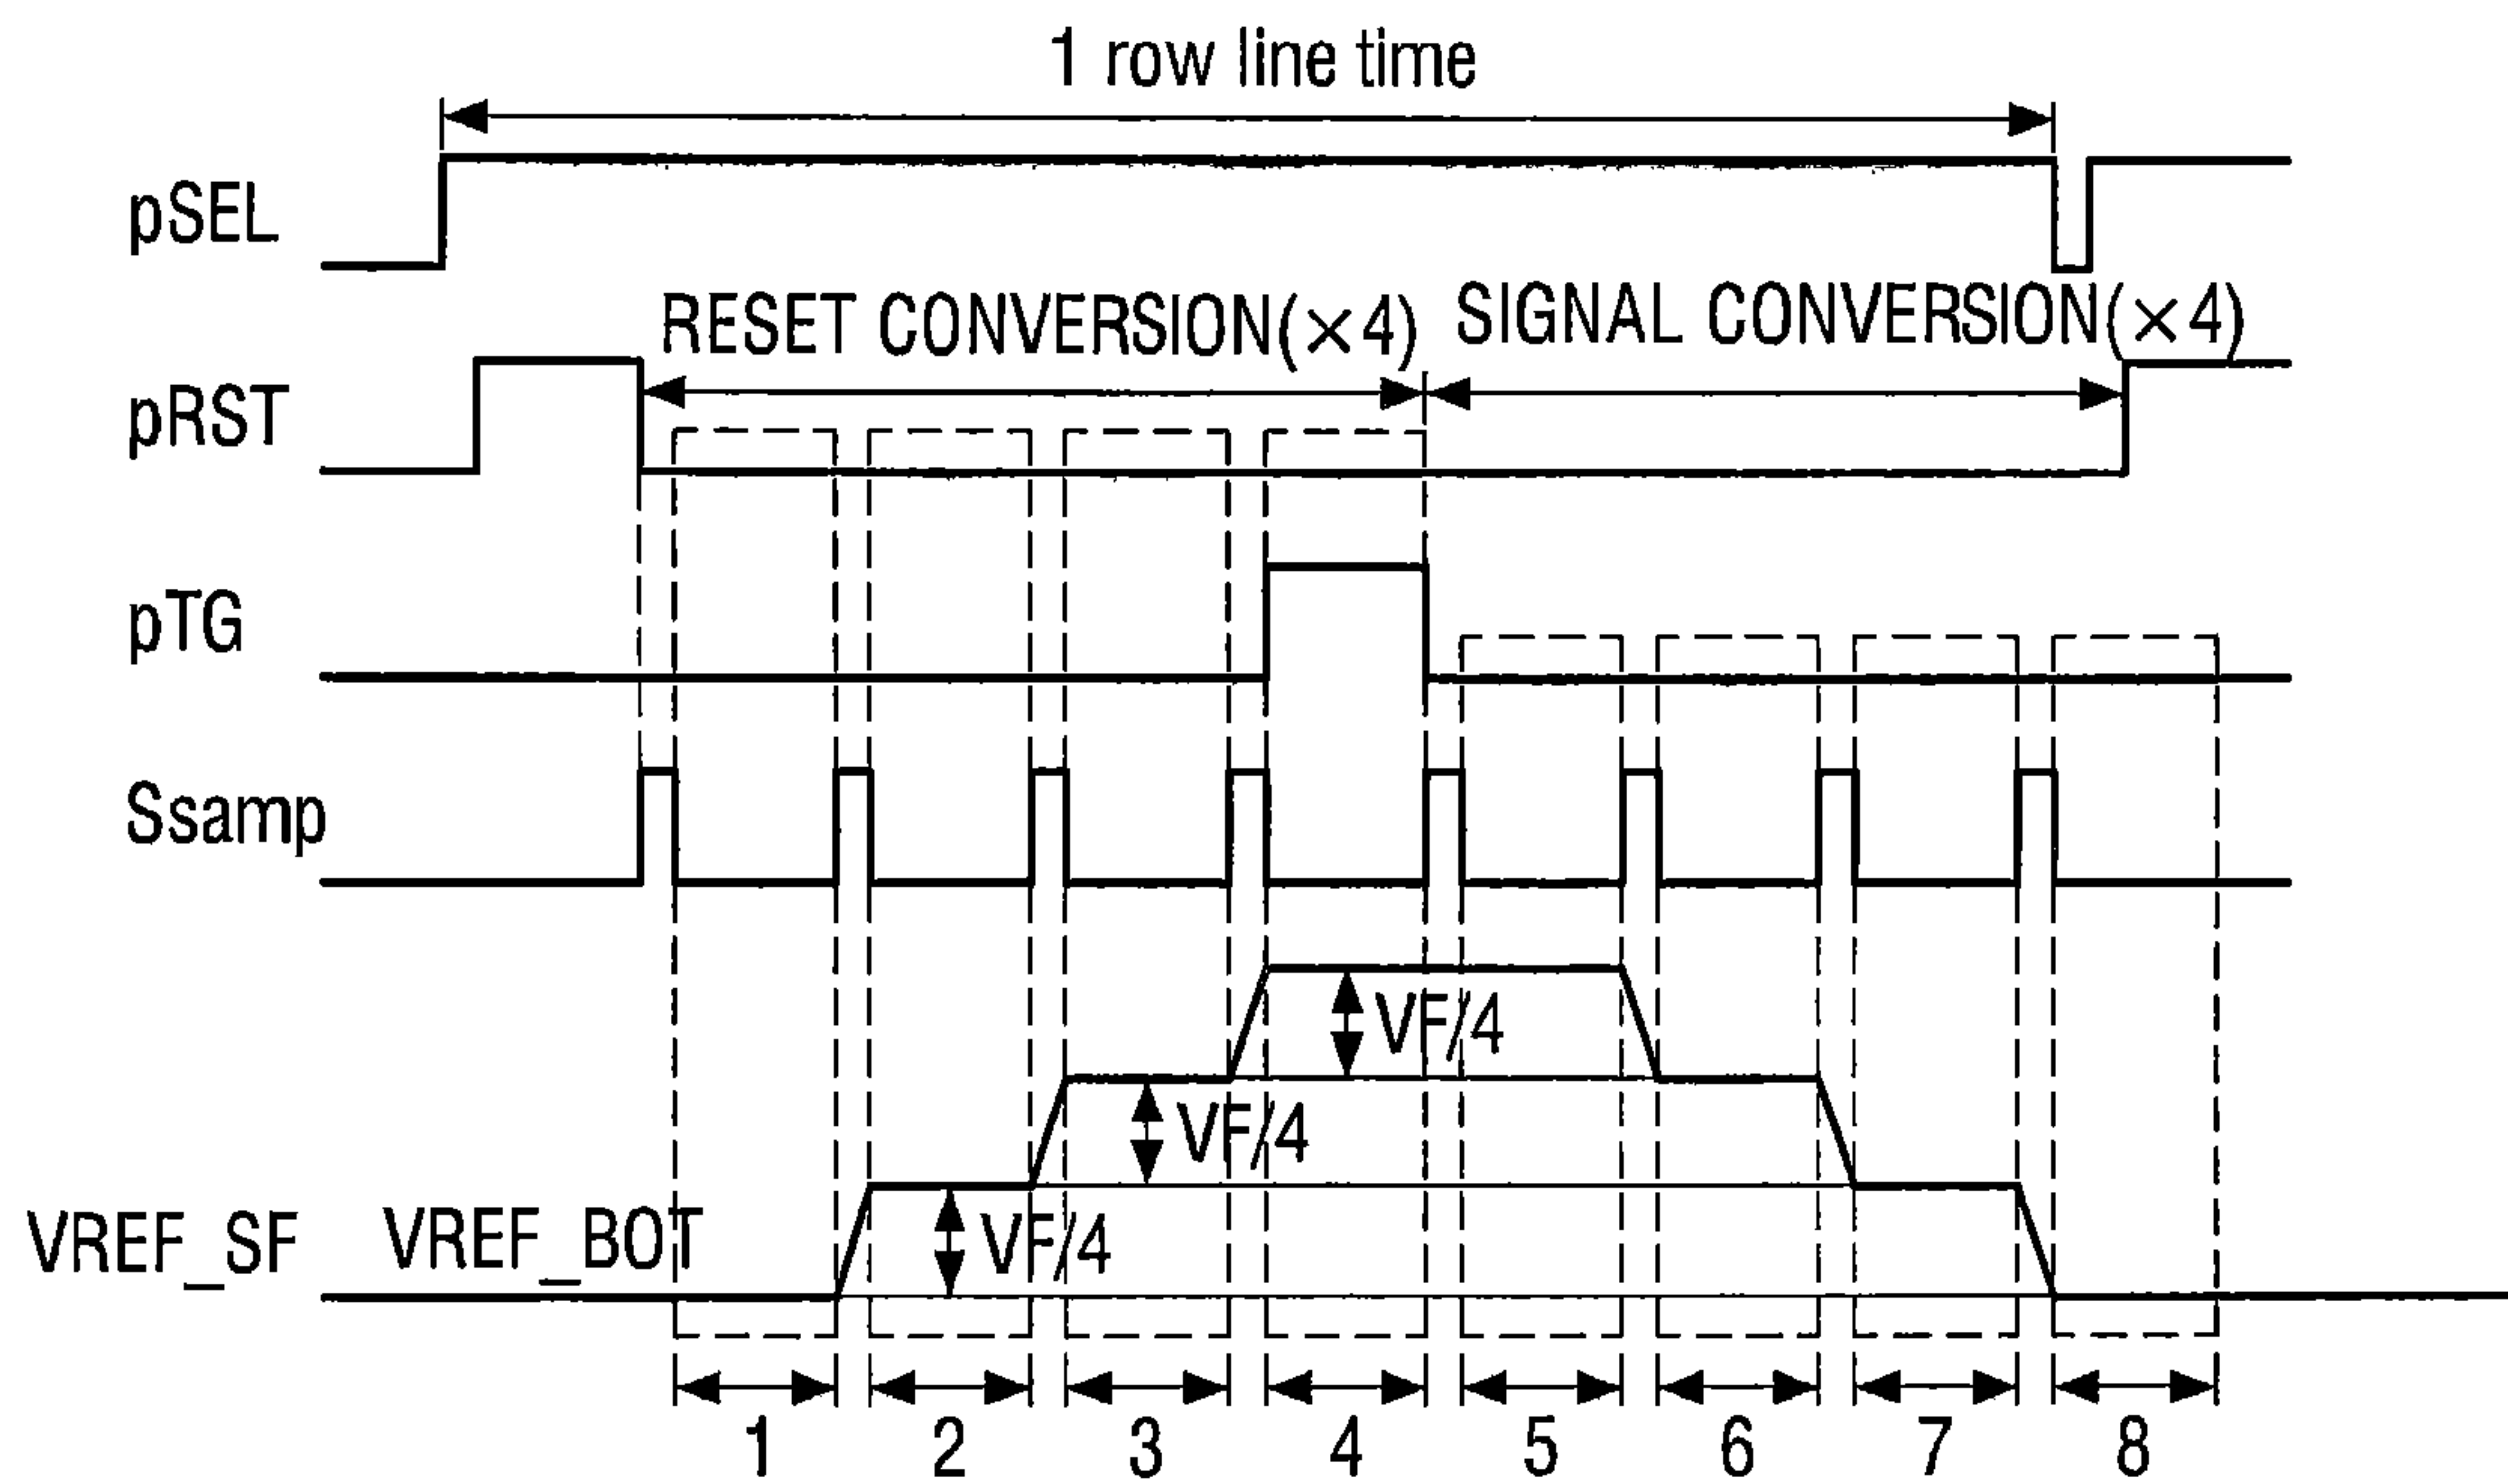 1 row line time
pSEL
RESET CONVERSION(×4) SIGNAL CONVERSION(×4)
pRST
pTG
Ssamp
VF/4
VF/4
VREF_SF VREF_BOT VF/4
1 2 3 4 5 6 7 8